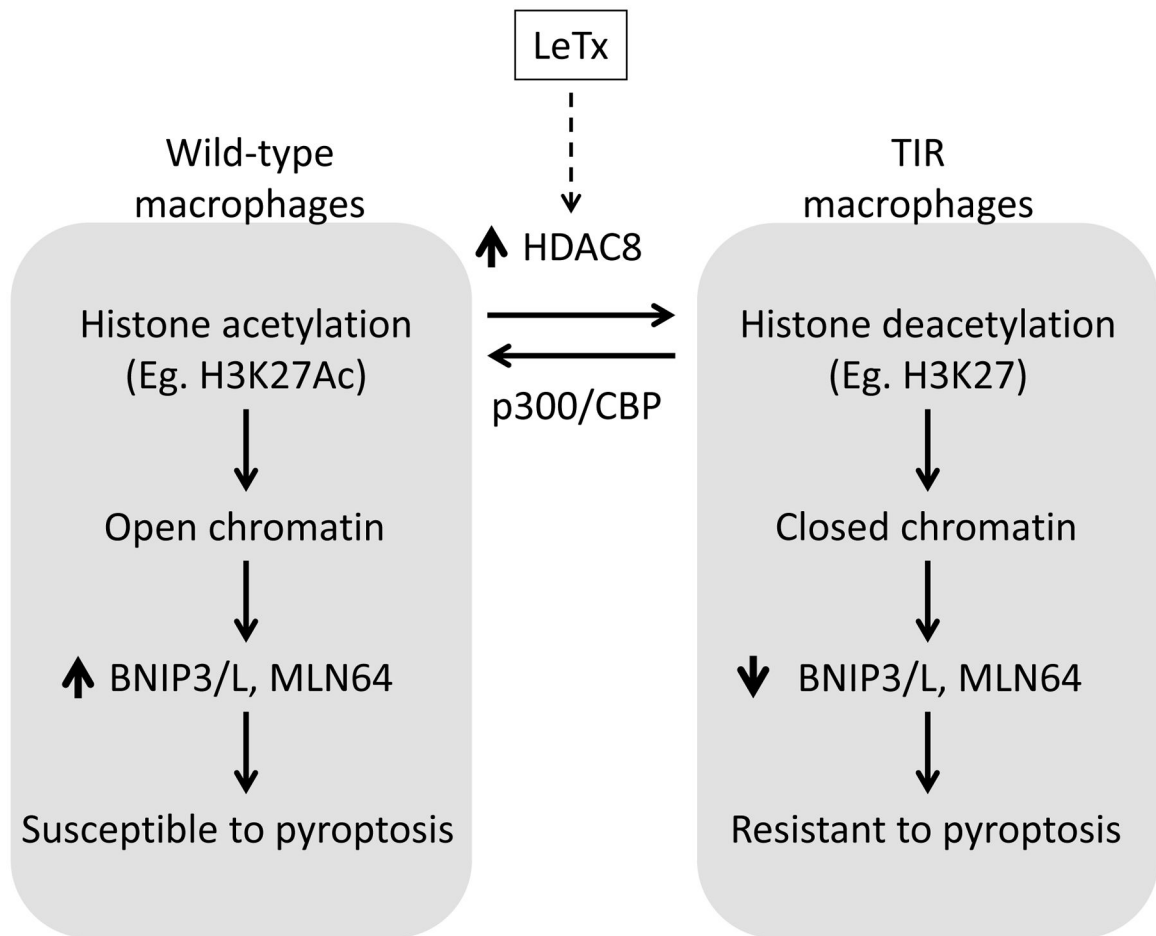 LeTx
Wild-type
macrophages
TIR
macrophages
HDAC8
p300/CBP
Histone acetylation
(Eg. H3K27Ac)
Open chromatin
BNIP3/L, MLN64
Susceptible to pyroptosis
Histone deacetylation
(Eg. H3K27)
Closed chromatin
BNIP3/L, MLN64
Resistant to pyroptosis